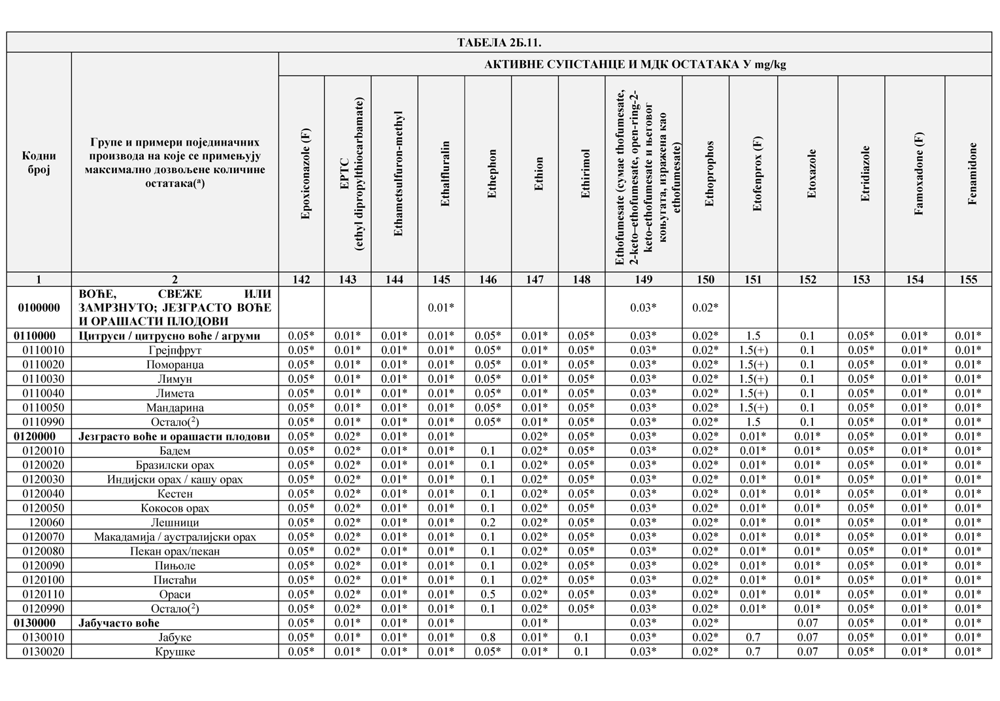 ТАБЕЛА 2Б.11.
АКТИВНЕ СУПСТАНЦЕ И МДК ОСТАТАКА У mg/kg
Кодни
број
Групе и примери појединачних
производа на које се примењују
максимално дозвољене количине
остатака(a)
Epoxiconazole (F)
EPTC
(ethyl dipropylthiocarbamate)
Ethametsulfuron-methyl
Ethalfluralin
Ethephon
Ethion
Ethirimol
Ethofumesate (сумае thofumesate,
2-keto–ethofumesate, open-ring-2-
keto-ethofumesate и његовог
коњугата, изражена као
ethofumesate)
Ethoprophos
Etofenprox (F)
Etoxazole
Etridiazole
Famoxadone (F)
Fenamidone
1 2 142 143 144 145 146 147 148 149 150 151 152 153 154 155
ВОЋЕ, СВЕЖЕ ИЛИ
0100000 ЗАМРЗНУТО; ЈЕЗГРАСТО ВОЋЕ 0.01* 0.03* 0.02*
И ОРАШАСТИ ПЛОДОВИ
0110000 Цитруси / цитрусно воће / агруми 0.05* 0.01* 0.01* 0.01* 0.05* 0.01* 0.05* 0.03* 0.02* 1.5 0.1 0.05* 0.01* 0.01*
0110010 Грејпфрут 0.05* 0.01* 0.01* 0.01* 0.05* 0.01* 0.05* 0.03* 0.02* 1.5(+) 0.1 0.05* 0.01* 0.01*
0110020 Поморанџа 0.05* 0.01* 0.01* 0.01* 0.05* 0.01* 0.05* 0.03* 0.02* 1.5(+) 0.1 0.05* 0.01* 0.01*
0110030 Лимун 0.05* 0.01* 0.01* 0.01* 0.05* 0.01* 0.05* 0.03* 0.02* 1.5(+) 0.1 0.05* 0.01* 0.01*
0110040 Лимета 0.05* 0.01* 0.01* 0.01* 0.05* 0.01* 0.05* 0.03* 0.02* 1.5(+) 0.1 0.05* 0.01* 0.01*
0110050 Мандарина 0.05* 0.01* 0.01* 0.01* 0.05* 0.01* 0.05* 0.03* 0.02* 1.5(+) 0.1 0.05* 0.01* 0.01*
0110990 Остало(2) 0.05* 0.01* 0.01* 0.01* 0.05* 0.01* 0.05* 0.03* 0.02* 1.5 0.1 0.05* 0.01* 0.01*
0120000 Језграсто воће и орашасти плодови 0.05* 0.02* 0.01* 0.01* 0.02* 0.05* 0.03* 0.02* 0.01* 0.01* 0.05* 0.01* 0.01*
0120010 Бадем 0.05* 0.02* 0.01* 0.01* 0.1 0.02* 0.05* 0.03* 0.02* 0.01* 0.01* 0.05* 0.01* 0.01*
0120020 Бразилски орах 0.05* 0.02* 0.01* 0.01* 0.1 0.02* 0.05* 0.03* 0.02* 0.01* 0.01* 0.05* 0.01* 0.01*
0120030 Индијски орах / кашу орах 0.05* 0.02* 0.01* 0.01* 0.1 0.02* 0.05* 0.03* 0.02* 0.01* 0.01* 0.05* 0.01* 0.01*
0120040 Кестен 0.05* 0.02* 0.01* 0.01* 0.1 0.02* 0.05* 0.03* 0.02* 0.01* 0.01* 0.05* 0.01* 0.01*
0120050 Кокосов орах 0.05* 0.02* 0.01* 0.01* 0.1 0.02* 0.05* 0.03* 0.02* 0.01* 0.01* 0.05* 0.01* 0.01*
120060 Лешници 0.05* 0.02* 0.01* 0.01* 0.2 0.02* 0.05* 0.03* 0.02* 0.01* 0.01* 0.05* 0.01* 0.01*
0120070 Макадамија / аустралијски орах 0.05* 0.02* 0.01* 0.01* 0.1 0.02* 0.05* 0.03* 0.02* 0.01* 0.01* 0.05* 0.01* 0.01*
0120080 Пекан орах/пекан 0.05* 0.02* 0.01* 0.01* 0.1 0.02* 0.05* 0.03* 0.02* 0.01* 0.01* 0.05* 0.01* 0.01*
0120090 Пињоле 0.05* 0.02* 0.01* 0.01* 0.1 0.02* 0.05* 0.03* 0.02* 0.01* 0.01* 0.05* 0.01* 0.01*
0120100 Пистаћи 0.05* 0.02* 0.01* 0.01* 0.1 0.02* 0.05* 0.03* 0.02* 0.01* 0.01* 0.05* 0.01* 0.01*
0120110 Ораси 0.05* 0.02* 0.01* 0.01* 0.5 0.02* 0.05* 0.03* 0.02* 0.01* 0.01* 0.05* 0.01* 0.01*
0120990 Остало(2) 0.05* 0.02* 0.01* 0.01* 0.1 0.02* 0.05* 0.03* 0.02* 0.01* 0.01* 0.05* 0.01* 0.01*
0130000 Јабучасто воће 0.05* 0.01* 0.01* 0.01* 0.01* 0.03* 0.02* 0.07 0.05* 0.01* 0.01*
0130010 Јабуке 0.05* 0.01* 0.01* 0.01* 0.8 0.01* 0.1 0.03* 0.02* 0.7 0.07 0.05* 0.01* 0.01*
0130020 Крушке 0.05* 0.01* 0.01* 0.01* 0.05* 0.01* 0.1 0.03* 0.02* 0.7 0.07 0.05* 0.01* 0.01*